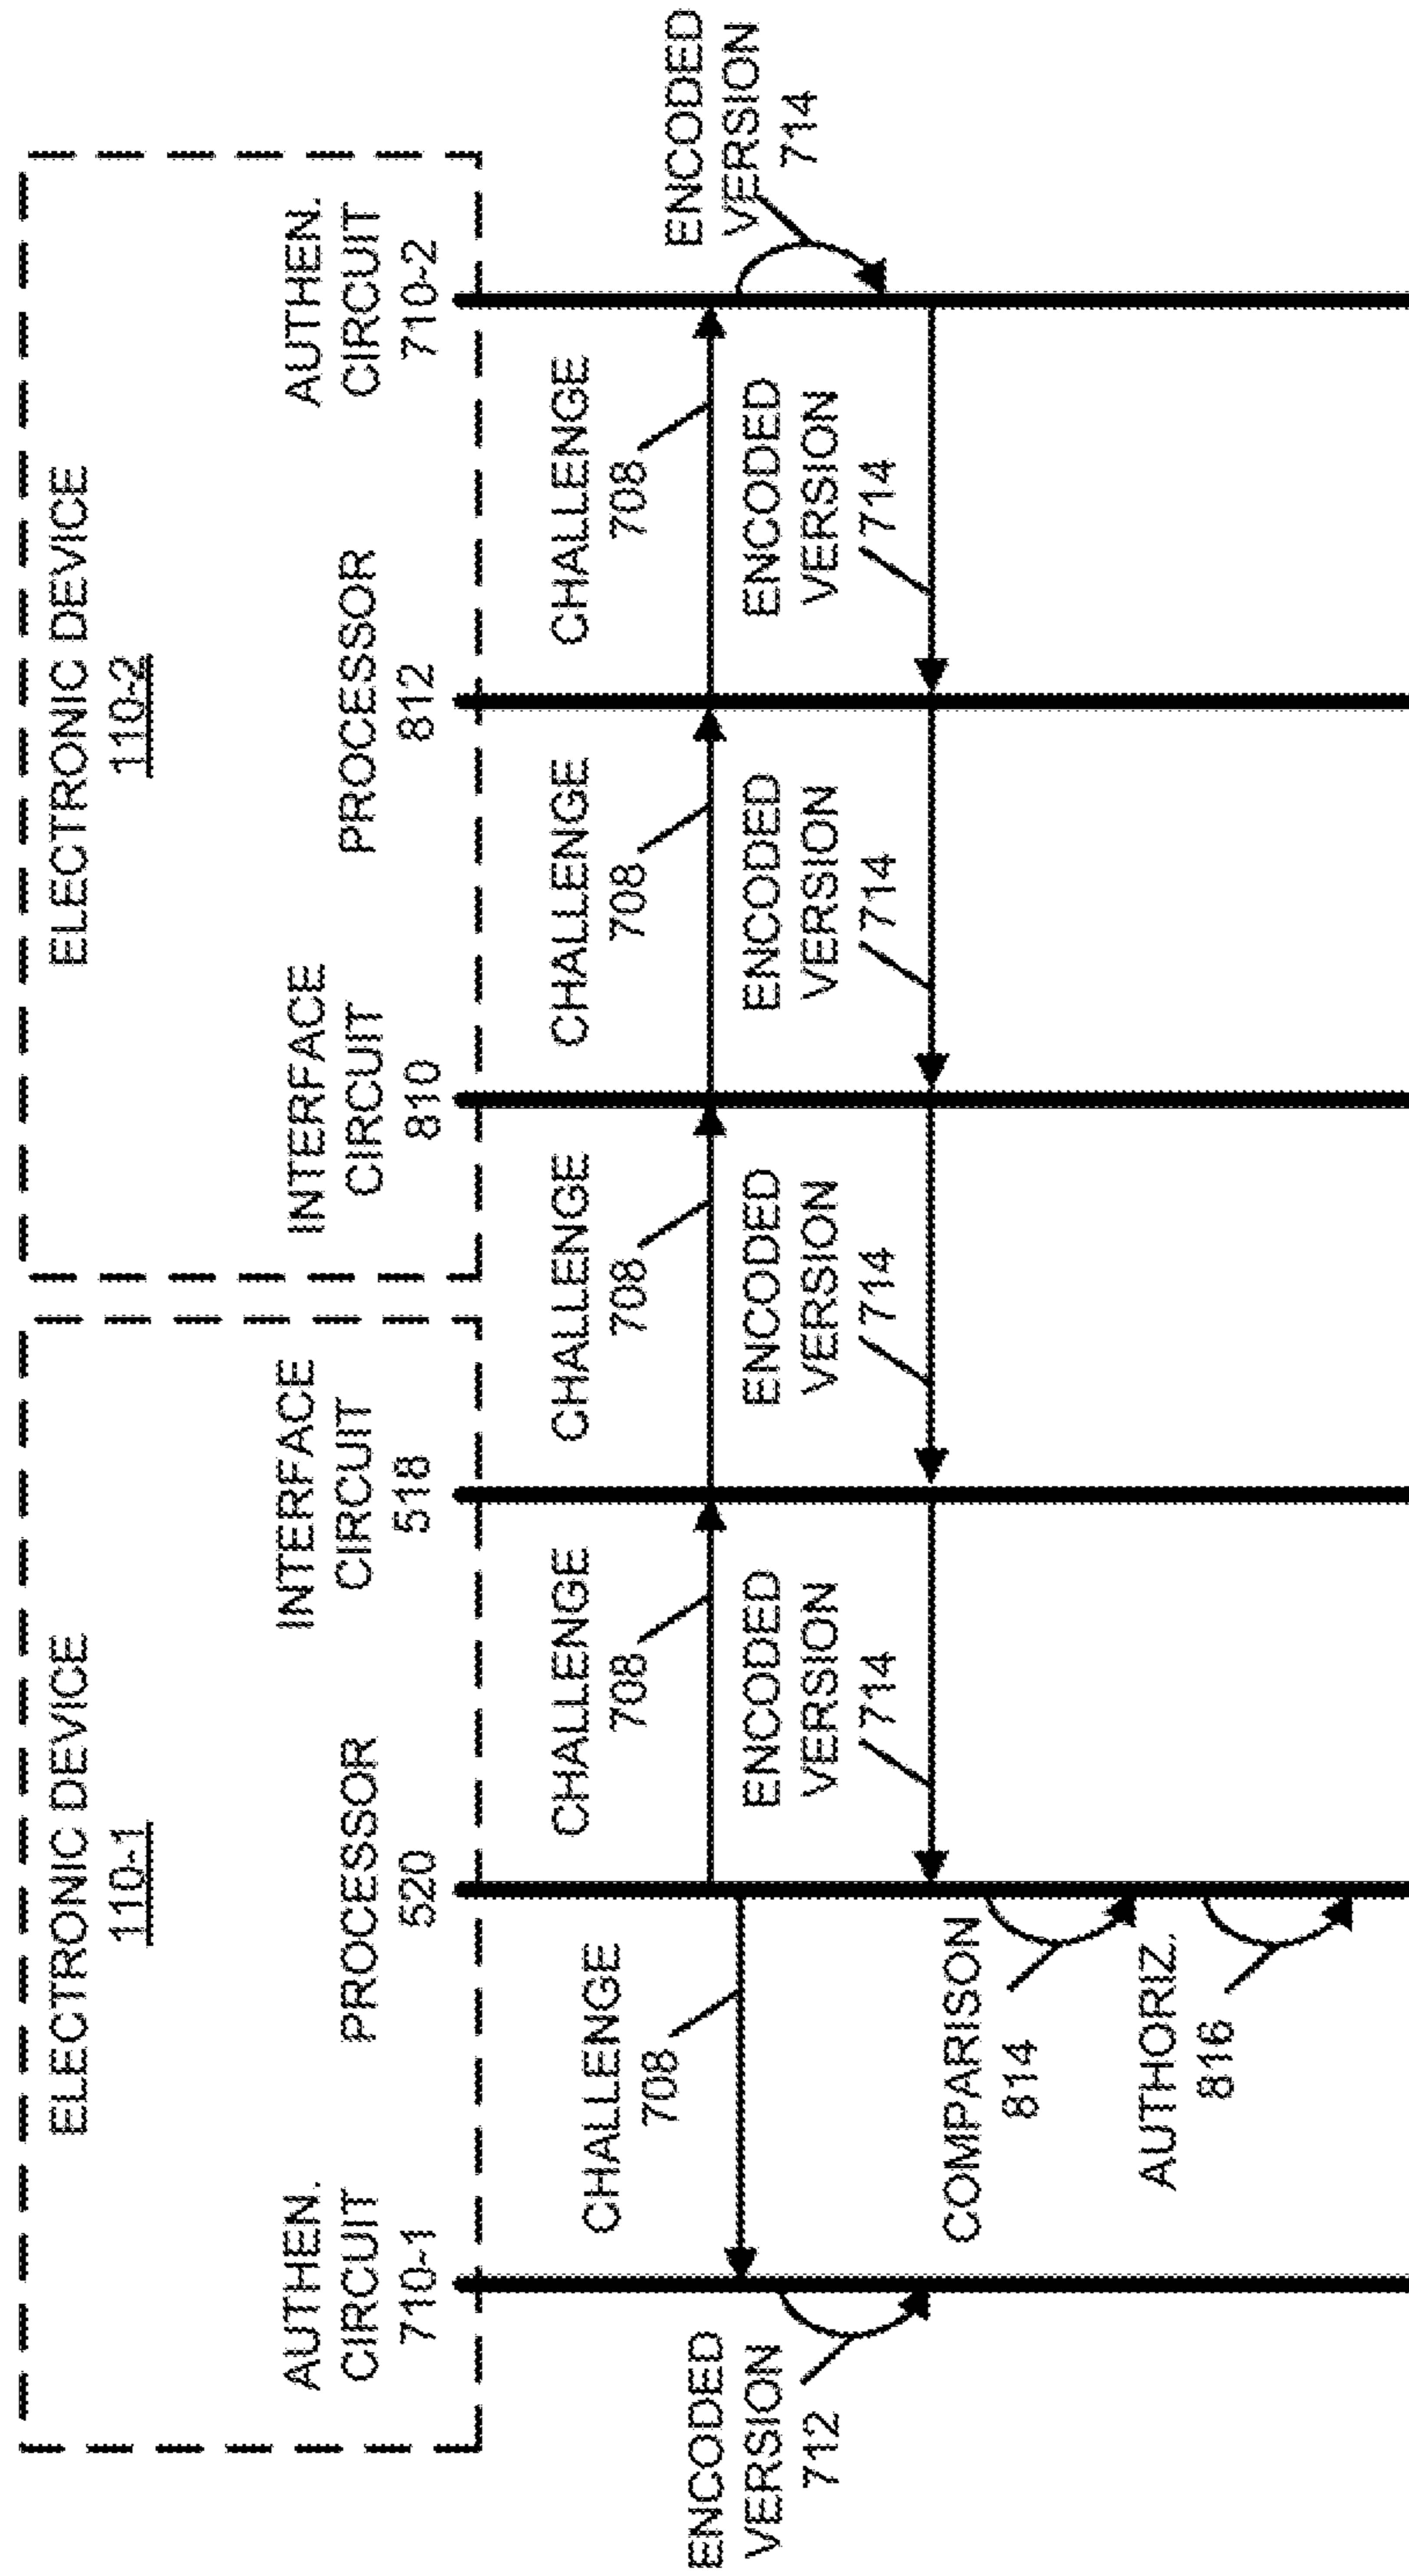 ELECTRONIC DEVICE
110-1
AUTHEN.
CIRCUIT
710-1
PROCESSOR
520
INTERFACE
CIRCUIT
518
ELECTRONIC DEVICE
110-2
INTERFACE
CIRCUIT
810
PROCESSOR
812
AUTHEN.
CIRCUIT
710-2
CHALLENGE
708
CHALLENGE
708
CHALLENGE
708
CHALLENGE
708
CHALLENGE
708
ENCODED
VERSION
712
ENCODED
VERSION
714
ENCODED
VERSION
714
ENCODED
VERSION
714
ENCODED
VERSION
714
ENCODED
VERSION
714
COMPARISON
814
AUTHORIZ.
816